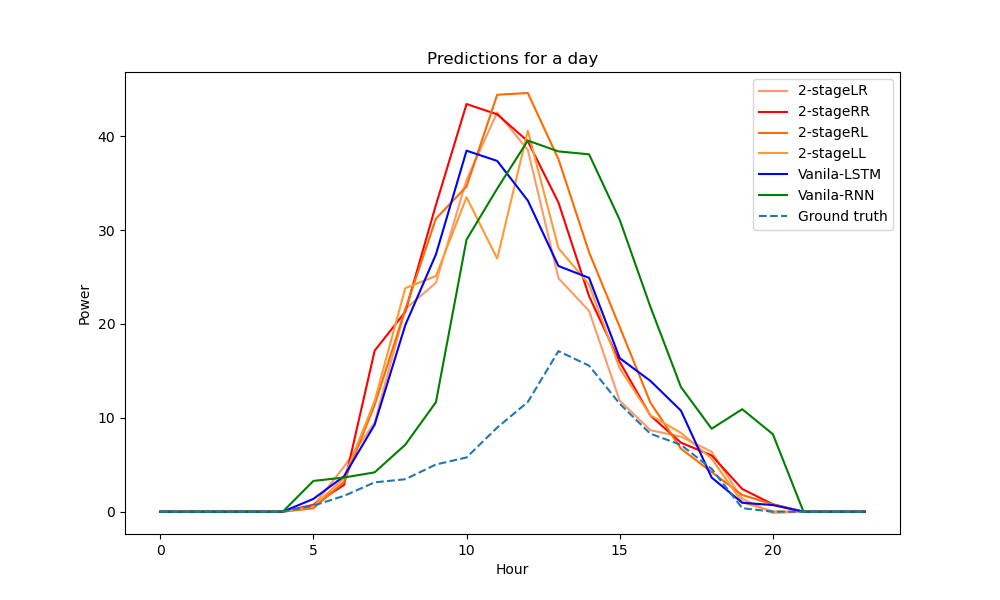 Predictions for a day
2-stageLR
2-stageRR
2-stageRL
2-stageLL
Vanila-LSTM
Vanila-RNN
Ground truth
Power
40
30
20
10
0
0 5 10 15 20
Hour